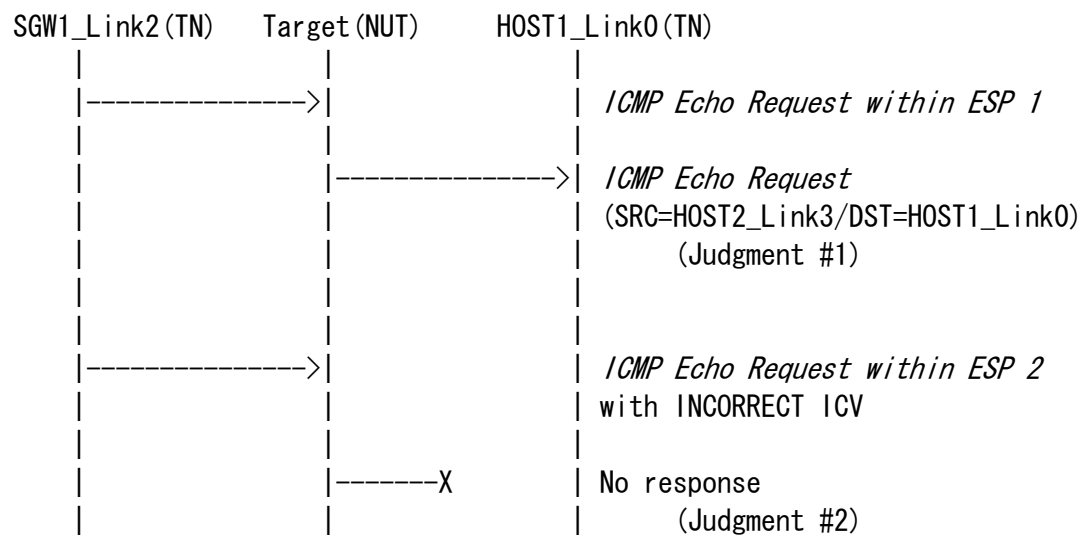 SGW1_Link2(TN) Target(NUT) HOST1_Link0(TN)
ICMP Echo Request within ESP 1
ICMP Echo Request
(SRC=HOST2_Link3/DST=HOST1_Link0)
(Judgment #1)
ICMP Echo Request within ESP 2
with INCORRECT ICV
No response
(Judgment #2)